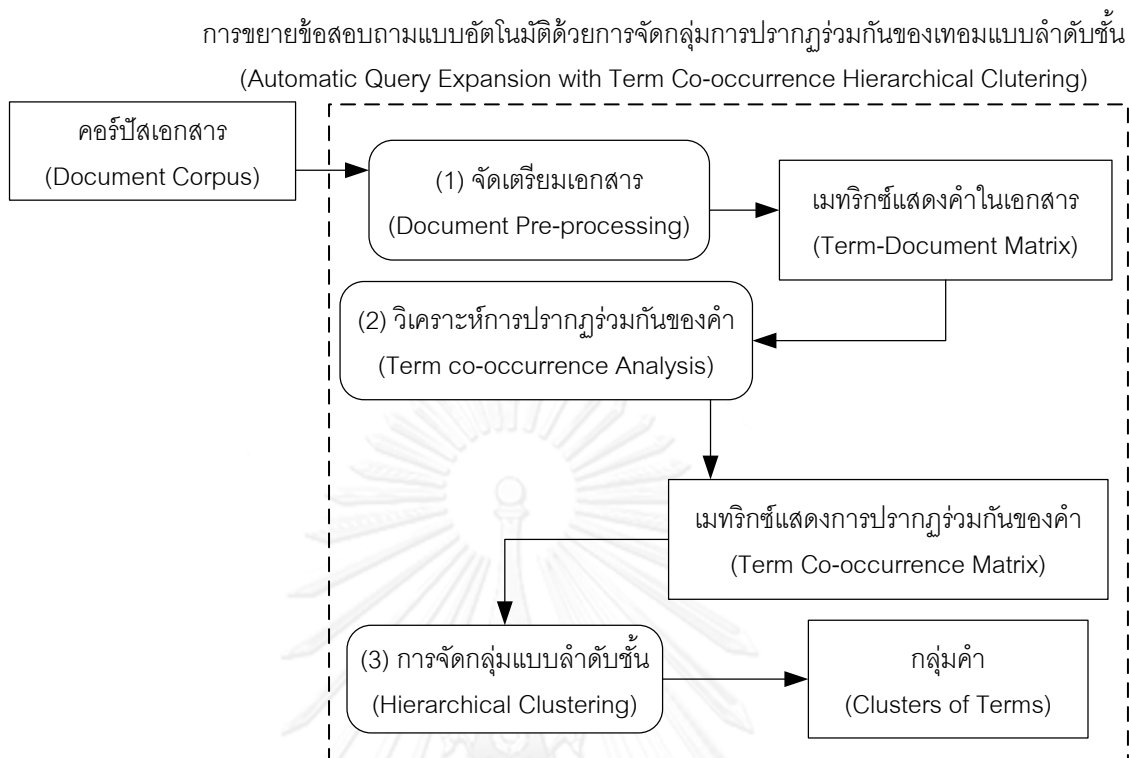 การขยายข้อสอบถามแบบอัตโนมัติด้วยการจัดกลุ่มการปรากฏร่วมกันของเทอมแบบลำดับชั้น
(Automatic Query Expansion with Term Co-occurrence Hierarchical Clutering)
คอร์ปัสเอกสาร
(Document Corpus)
(1) จัดเตรียมเอกสาร
(Document Pre-processing)
เมทริกซ์แสดงคำในเอกสาร
(Term-Document Matrix)
(2) วิเคราะห์การปรากฏร่วมกันของคำ
(Term co-occurrence Analysis)
เมทริกซ์แสดงการปรากฏร่วมกันของคำ
(Term Co-occurrence Matrix)
(3) การจัดกลุ่มแบบลำดับชั้น
(Hierarchical Clustering)
กลุ่มคำ
(Clusters of Terms)